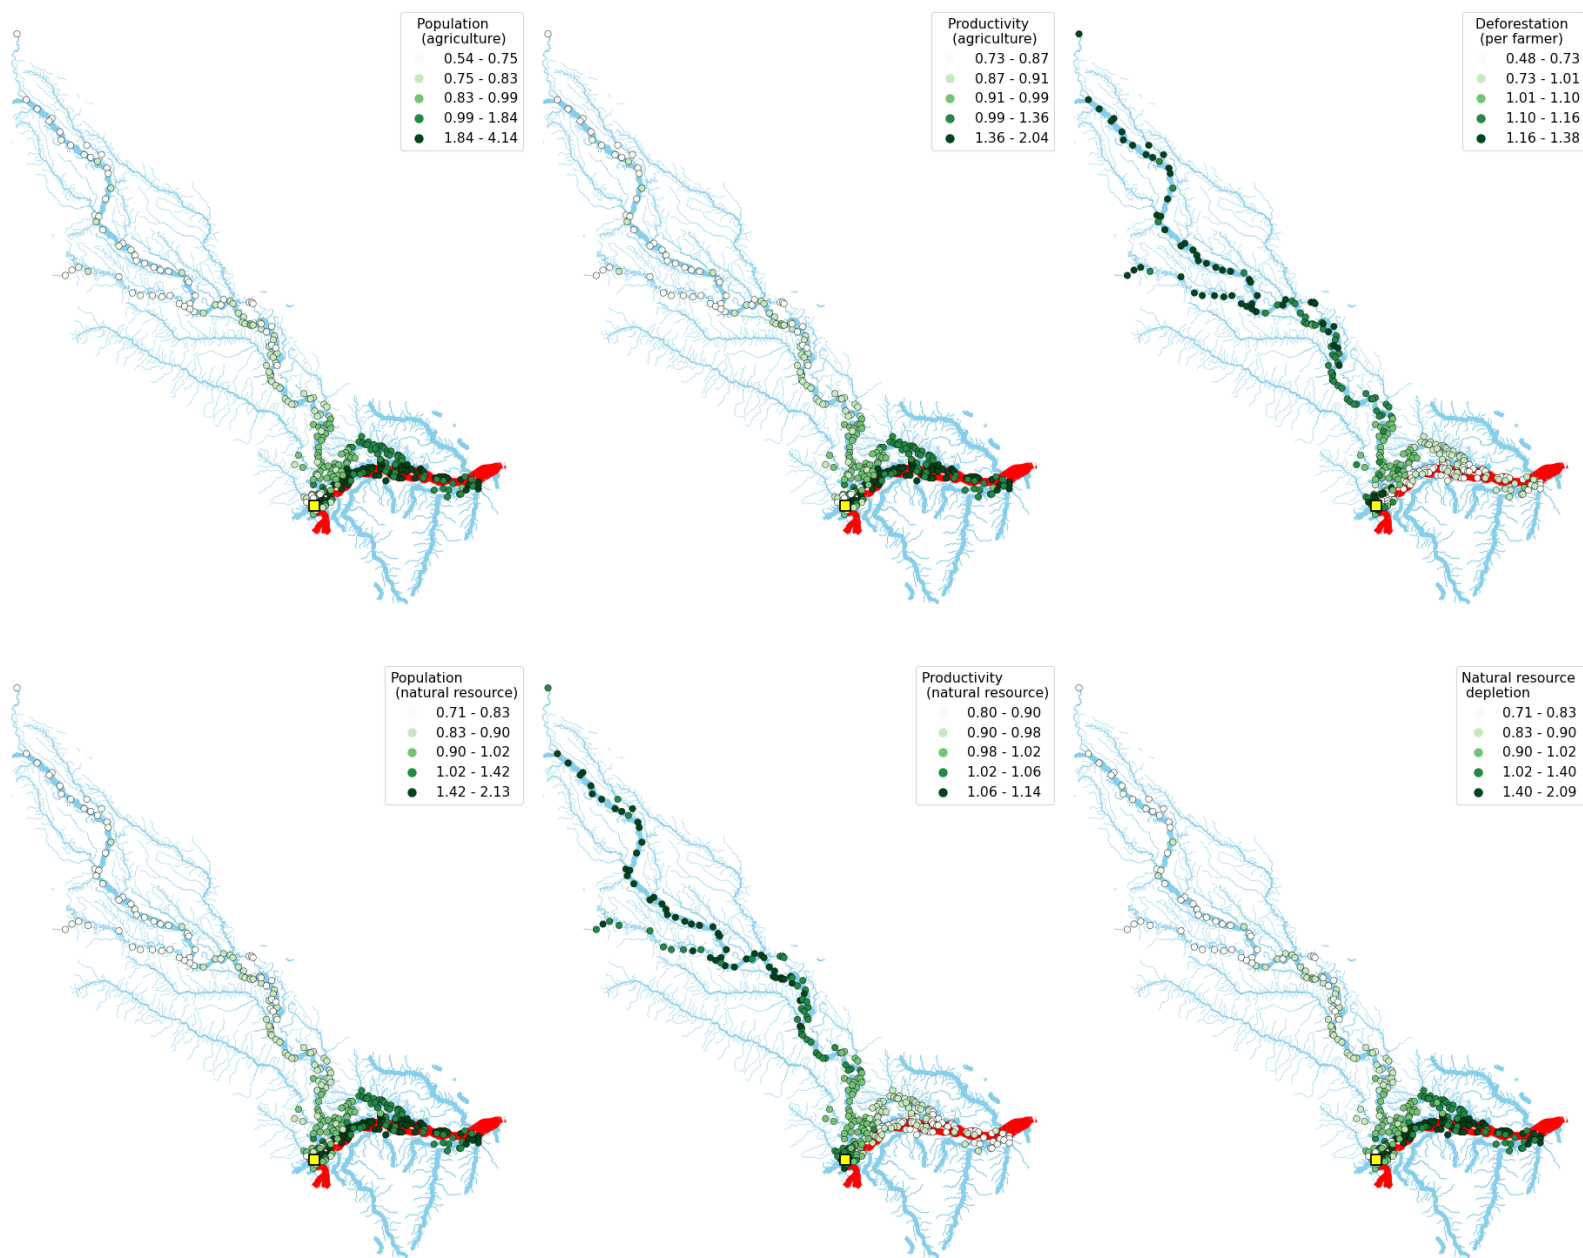 Population
(agriculture)
0.54 - 0.75
0.75 - 0.83
0.83 - 0.99
0.99 - 1.84
1.84 - 4.14
Productivity
(agriculture)
0.73 - 0.87
0.87 - 0.91
0.91 - 0.99
0.99 - 1.36
1.36 - 2.04
Deforestation
(per farmer)
0.48 - 0.73
0.73 - 1.01
1.01 - 1.10
1.10 - 1.16
1.16 - 1.38
Population
(natural resource)
0.71 - 0.83
0.83 - 0.90
0.90 - 1.02
1.02 - 1.42
1.42 - 2.13
Productivity
(natural resource)
0.80 - 0.90
0.90 - 0.98
0.98 - 1.02
1.02 - 1.06
1.06 - 1.14
Natural resource
depletion
0.71 - 0.83
0.83 - 0.90
0.90 - 1.02
1.02 - 1.40
1.40 - 2.09